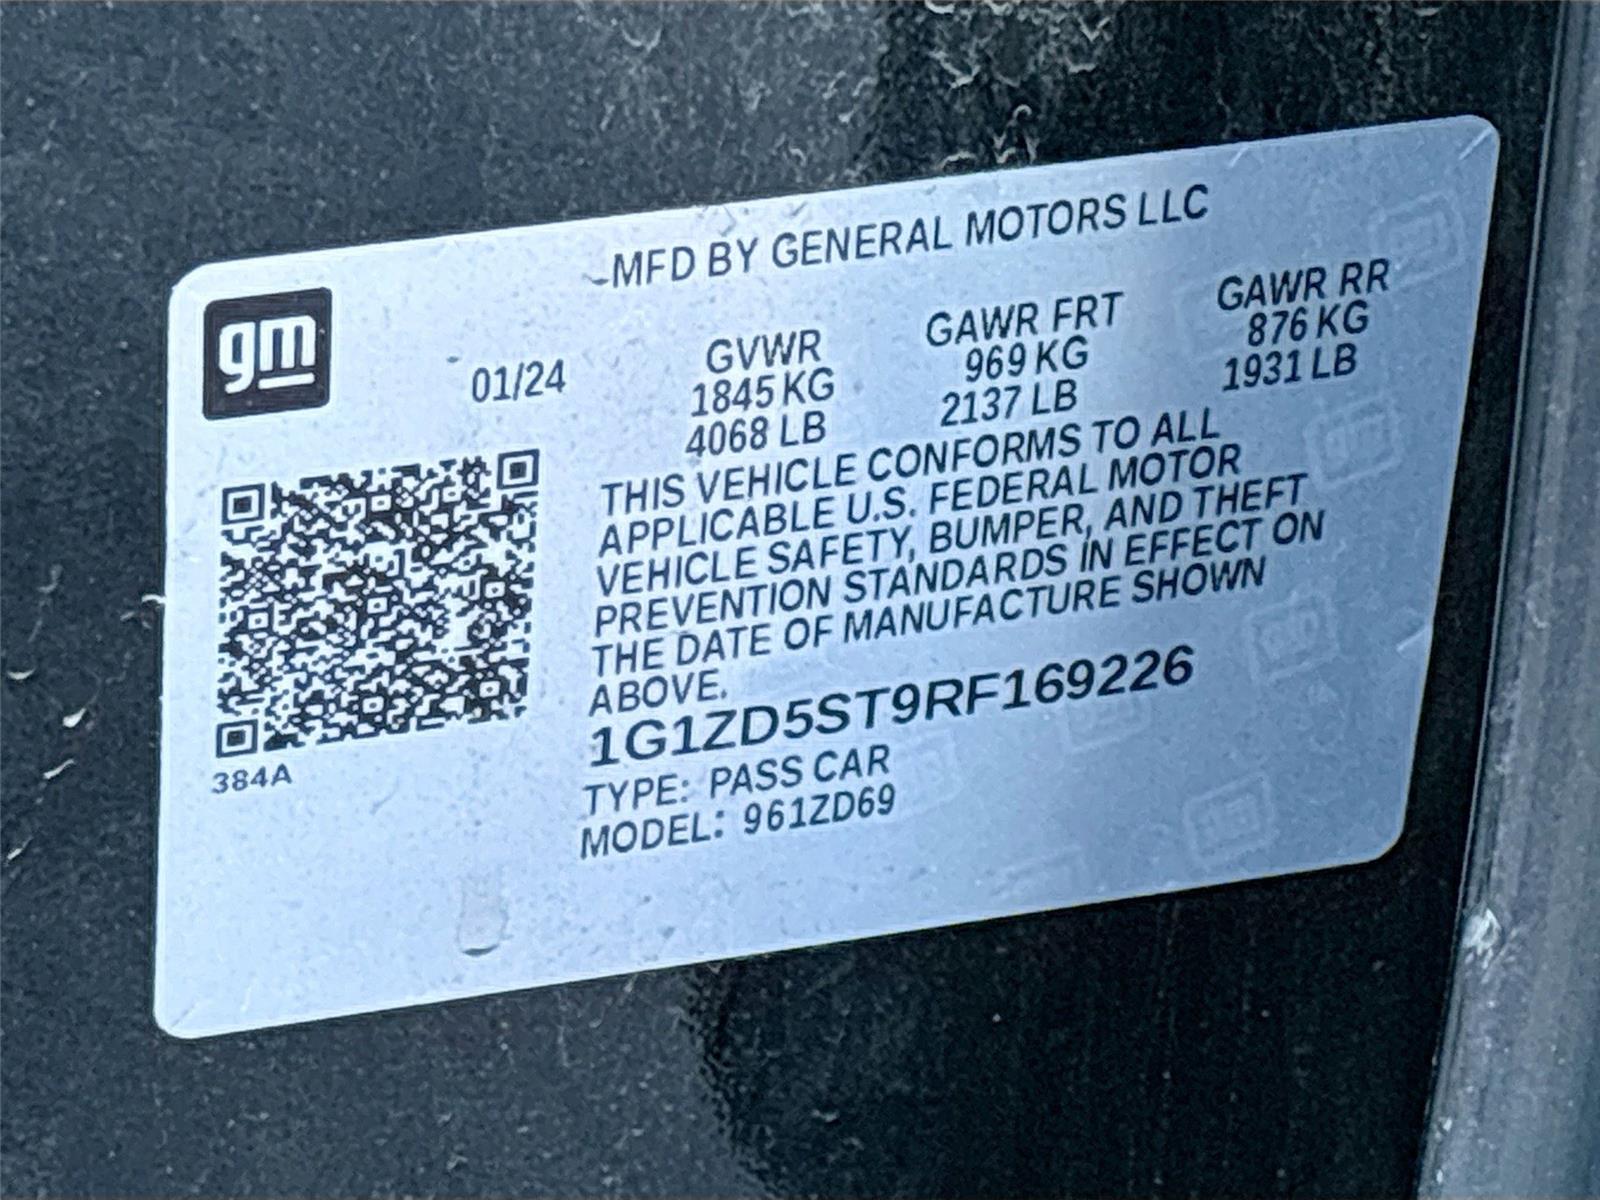 MFD BY GENERAL MOTORS LLC
gm
01/24
GVWR GAWR FRT GAWR RR
1845 KG 969 KG 876 KG
4068 LB 2137 LB 1931 LB
THIS VEHICLE CONFORMS TO ALL
APPLICABLE U.S. FEDERAL MOTOR
VEHICLE SAFETY, BUMPER, AND THEFT
PREVENTION STANDARDS IN EFFECT ON
THE DATE OF MANUFACTURE SHOWN
ABOVE.
1G1ZD5ST9RF169226
384A
TYPE: PASS CAR
MODEL: 961ZD69